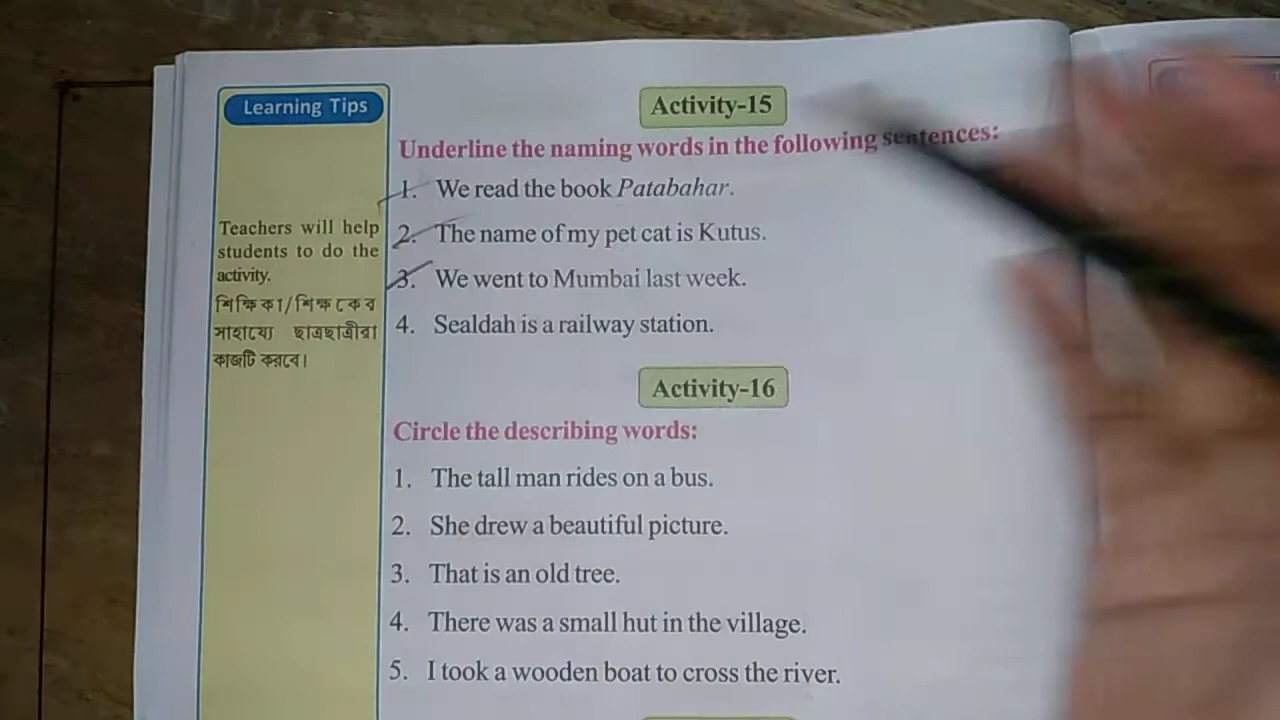 Learning Tips
Teachers will help
students to do the
activity.
শিক্ষিকা/শিক্ষকের
সাহায্যে ছাত্রছাত্রীরা
কাজটি করবে।
Activity-15
Underline the naming words in the following sentences:
1. We read the book Patabahar.
2. The name of my pet cat is Kutus.
3. We went to Mumbai last week.
4. Sealdah is a railway station.
Activity-16
Circle the describing words:
1. The tall man rides on a bus.
2. She drew a beautiful picture.
3. That is an old tree.
4. There was a small hut in the village.
5. I took a wooden boat to cross the river.